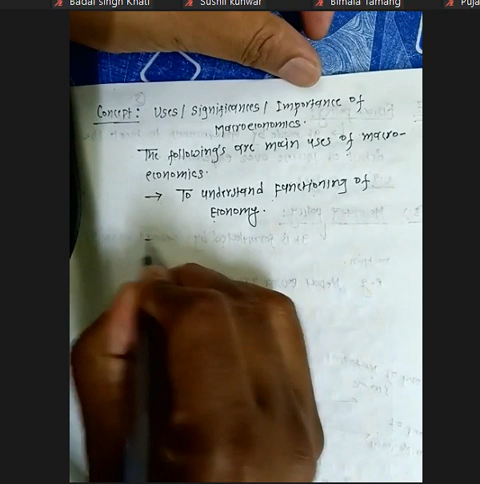 Badal Singh Khati
Sushil Kunwar
Bimala Tamang
Puja
Concept: Uses / Significances / Importance of
Macroeconomics.
The following's are main uses of macro-
economics.
→ To understand Functioning of
Economy.